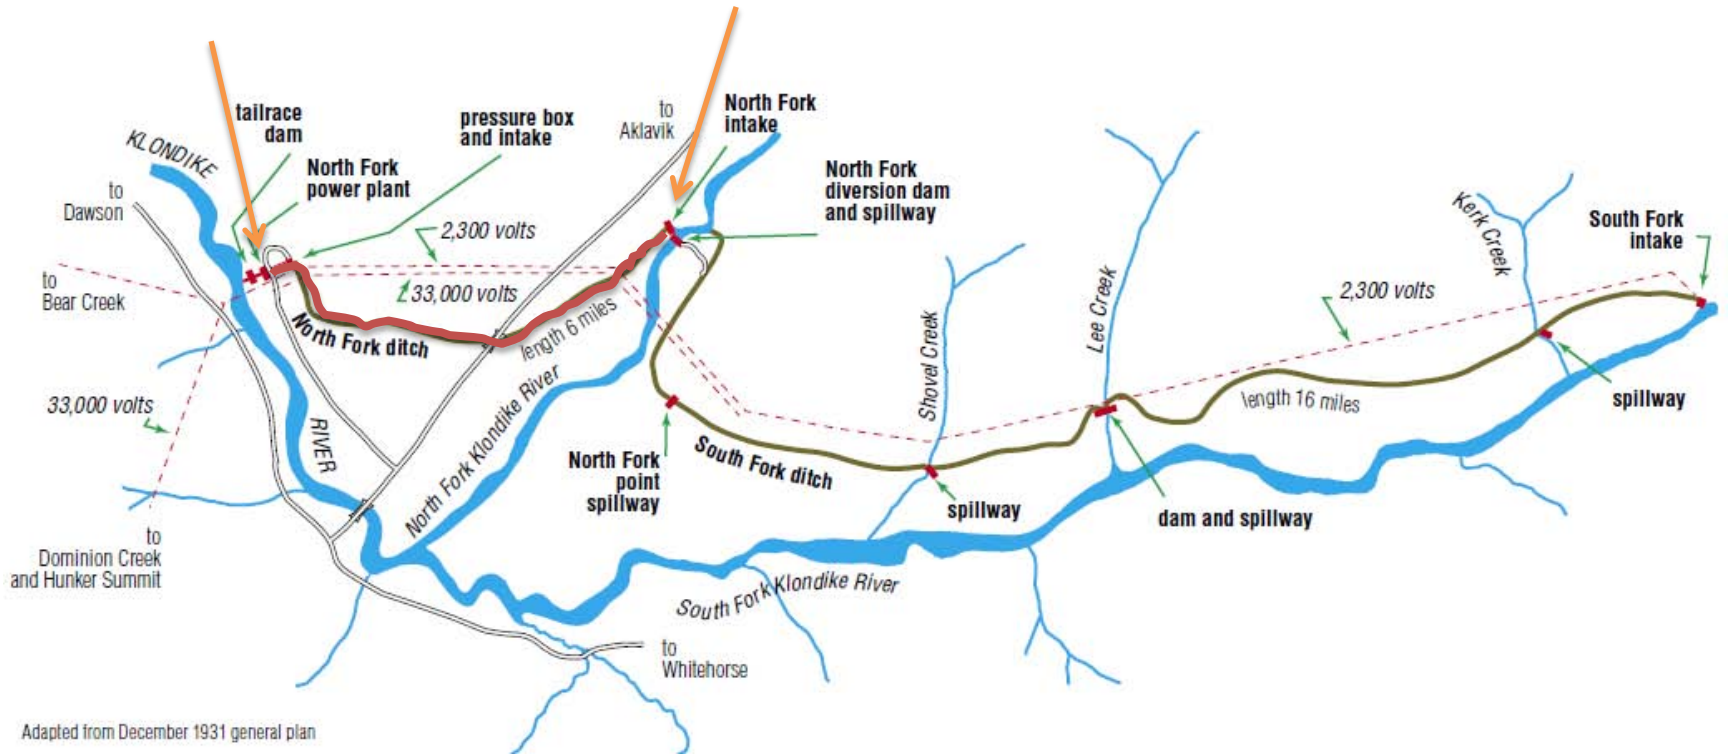 KLONDIKE
to
Dawson
tailrace
dam
North Fork
power plant
pressure box
and intake
to
Aklavik
North Fork
intake
North Fork
diversion dam
and spillway
2,300 volts
33,000 volts
to
Bear Creek
North Fork ditch
length 6 miles
33,000 volts
RIVER
North Fork Klondike River
to
Dominion Creek
and Hunker Summit
North Fork
point
spillway
South Fork ditch
Shovel Creek
spillway
Lee Creek
dam and spillway
length 16 miles
2,300 volts
Kerk Creek
South Fork
intake
spillway
South Fork Klondike River
to
Whitehorse
Adapted from December 1931 general plan